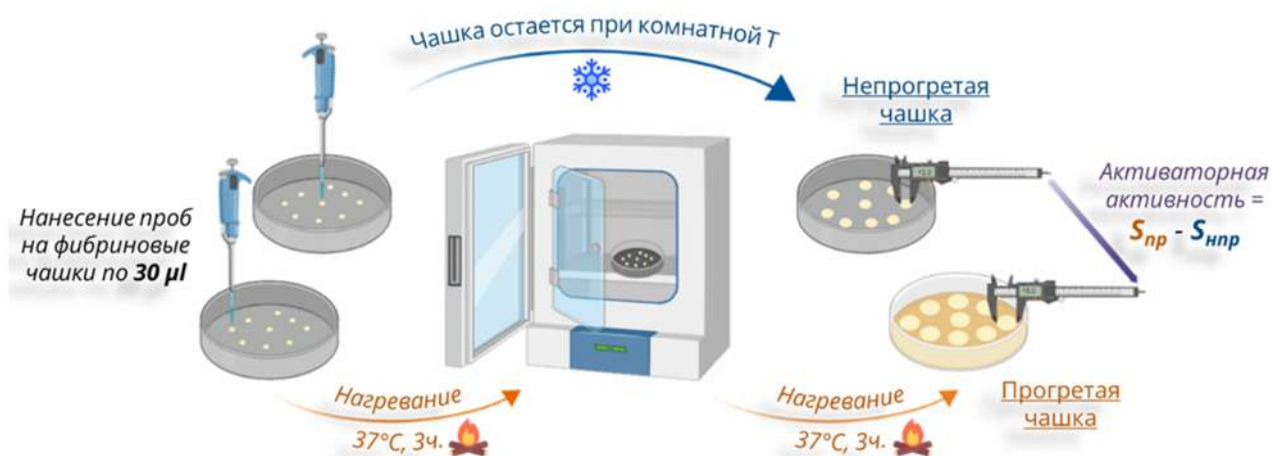 Чашка остается при комнатной Т
Непрогретая
чашка
Нанесение проб
на фибриновые
чашки по 30 μl
Активаторная
активность =
Sпр - Sнпр
Нагревание
37°C, 3ч.
Нагревание
37°C, 3ч.
Прогретая
чашка